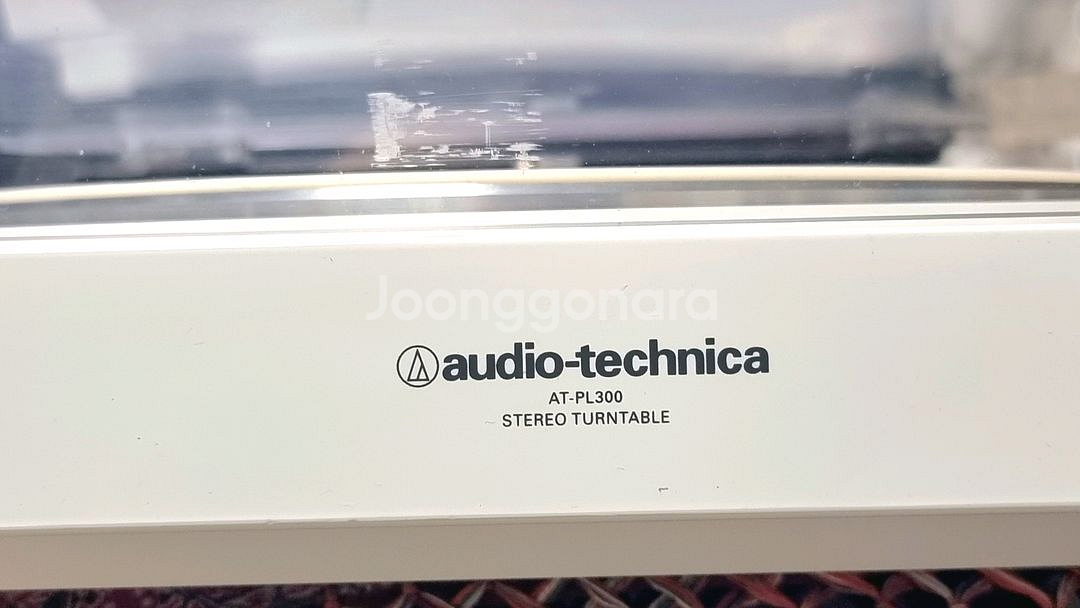 Joonggonara
audio-technica
AT-PL300
STEREO TURNTABLE